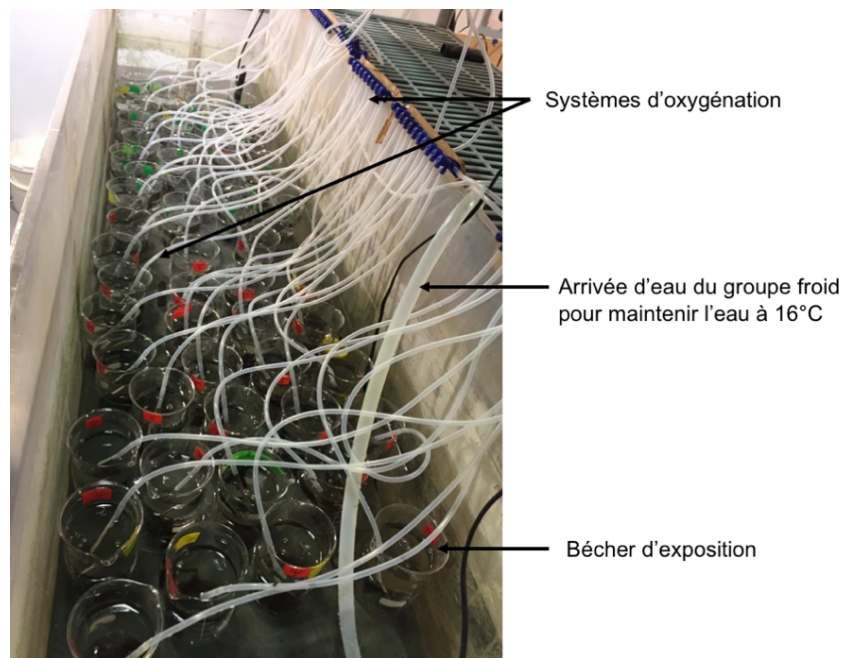 Systèmes d'oxygénation
Arrivée d'eau du groupe froid
pour maintenir l'eau à 16°C
Bécher d'exposition